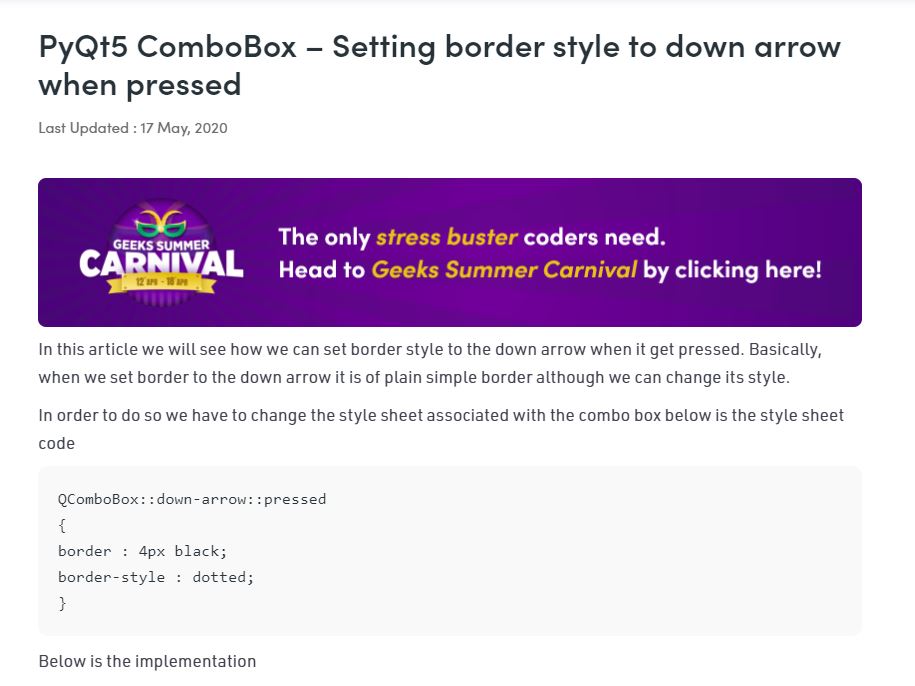 PyQt5 ComboBox – Setting border style to down arrow
when pressed
Last Updated : 17 May, 2020
GEEKS SUMMER
CARNIVAL
12 APR - 18 APR
The only stress buster coders need.
Head to Geeks Summer Carnival by clicking here!
In this article we will see how we can set border style to the down arrow when it get pressed. Basically,
when we set border to the down arrow it is of plain simple border although we can change its style.
In order to do so we have to change the style sheet associated with the combo box below is the style sheet
code
QComboBox::down-arrow::pressed
{
border : 4px black;
border-style : dotted;
}
Below is the implementation